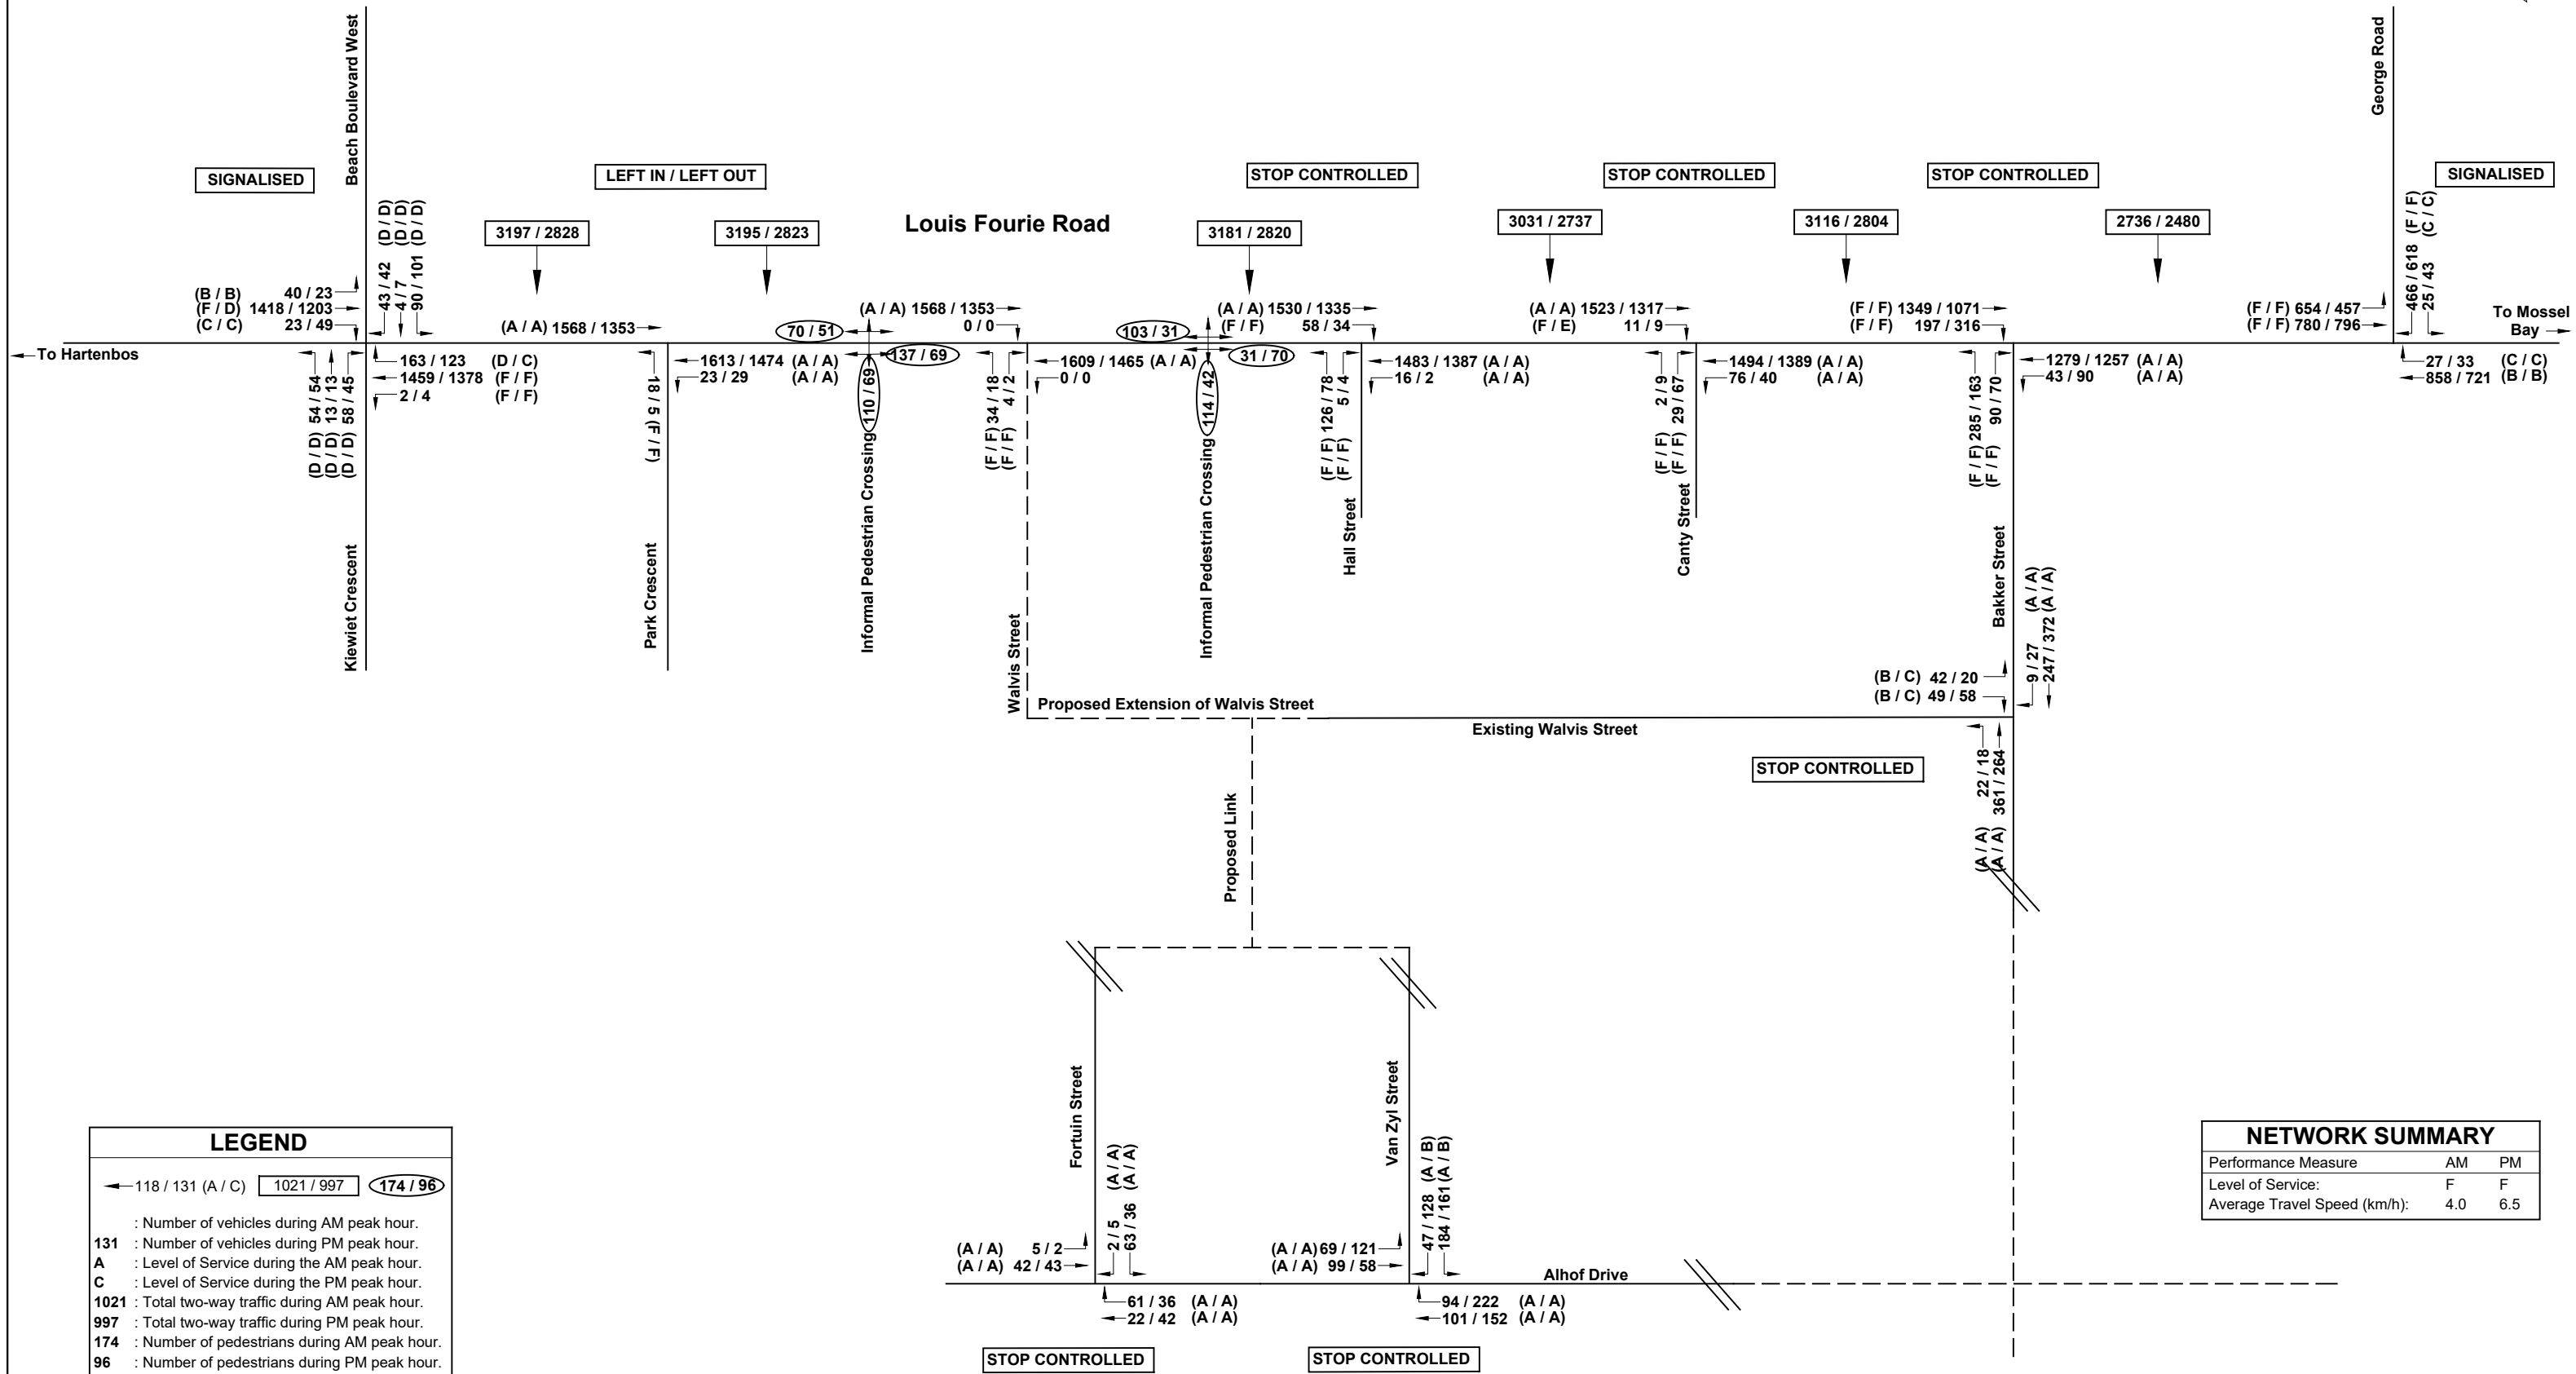 Beach Boulevard West
George Road
SIGNALISED
LEFT IN / LEFT OUT
STOP CONTROLLED
STOP CONTROLLED
STOP CONTROLLED
SIGNALISED
Louis Fourie Road
3197 / 2828
3195 / 2823
3181 / 2820
3031 / 2737
3116 / 2804
2736 / 2480
43 / 42 (D / D)
4 / 7 (D / D)
90 / 101 (D / D)
(B / B) 40 / 23
(F / D) 1418 / 1203
(C / C) 23 / 49
(A / A) 1568 / 1353
70 / 51
(A / A) 1568 / 1353
0 / 0
103 / 31
(A / A) 1530 / 1335
(F / F) 58 / 34
(A / A) 1523 / 1317
(F / E) 11 / 9
(F / F) 1349 / 1071
(F / F) 197 / 316
(F / F) 654 / 457
(F / F) 780 / 796
466 / 618 (F / F)
25 / 43 (C / C)
To Mossel
Bay
To Hartenbos
(D / D) 54 / 54
(D / D) 13 / 13
(D / D) 58 / 45
163 / 123 (D / C)
1459 / 1378 (F / F)
2 / 4 (F / F)
18 / 5 (F / F)
1613 / 1474 (A / A)
23 / 29 (A / A)
137 / 69
Informal Pedestrian Crossing 110 / 69
(F / F) 34 / 18
(F / F) 4 / 2
1609 / 1465 (A / A)
0 / 0
31 / 70
Informal Pedestrian Crossing 114 / 42
(F / F) 126 / 78
(F / F) 5 / 4
1483 / 1387 (A / A)
16 / 2 (A / A)
(F / F) 2 / 9
(F / F) 29 / 67
1494 / 1389 (A / A)
76 / 40 (A / A)
(F / F) 285 / 163
(F / F) 90 / 70
1279 / 1257 (A / A)
43 / 90 (A / A)
27 / 33 (C / C)
858 / 721 (B / B)
Kiewiet Crescent
Park Crescent
Walvis Street
Hall Street
Canty Street
Bakker Street
9 / 27 (A / A)
247 / 372 (A / A)
(B / C) 42 / 20
(B / C) 49 / 58
Proposed Extension of Walvis Street
Existing Walvis Street
STOP CONTROLLED
(A / A) 22 / 18
(A / A) 361 / 264
Proposed Link
Fortuin Street
2 / 5 (A / A)
63 / 36 (A / A)
Van Zyl Street
47 / 128 (A / B)
184 / 161 (A / B)
(A / A) 5 / 2
(A / A) 42 / 43
(A / A) 69 / 121
(A / A) 99 / 58
Alhof Drive
61 / 36 (A / A)
22 / 42 (A / A)
94 / 222 (A / A)
101 / 152 (A / A)
STOP CONTROLLED
STOP CONTROLLED
LEGEND
118 / 131 (A / C) 1021 / 997 174 / 96
: Number of vehicles during AM peak hour.
131 : Number of vehicles during PM peak hour.
A : Level of Service during the AM peak hour.
C : Level of Service during the PM peak hour.
1021 : Total two-way traffic during AM peak hour.
997 : Total two-way traffic during PM peak hour.
174 : Number of pedestrians during AM peak hour.
96 : Number of pedestrians during PM peak hour.
NETWORK SUMMARY
Performance Measure AM PM
Level of Service: F F
Average Travel Speed (km/h): 4.0 6.5